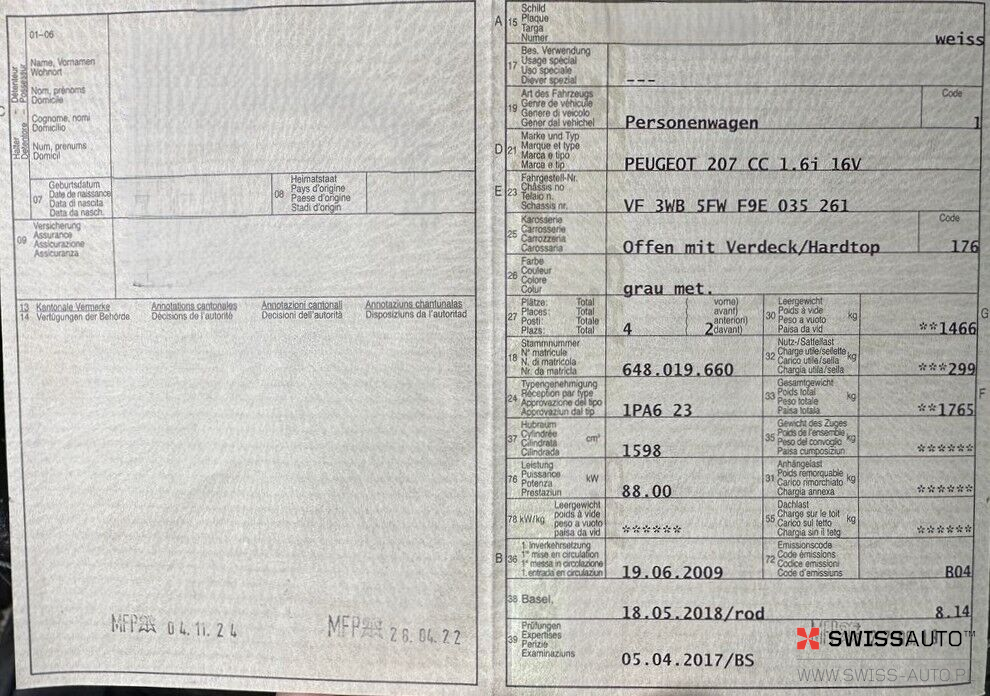 01-06
Halter – Détenteur
Detentore – Possessur
Name, Vornamen
Wohnort
Nom, prénoms
Domicile
Cognome, nomi
Domicilio
Num, prenums
Domicil
C
07
Geburtsdatum
Date de naissance
Data di nascita
Data da nasch.
08
Heimatstaat
Pays d'origine
Paese d'origine
Stadi d'origin
09
Versicherung
Assurance
Assicurazione
Assicuranza
13 Kantonale Vermerke Annotations cantonales Annotazioni cantonali Annotaziuns chantunalas
14 Verfügungen der Behörde Décisions de l'autorité Decisioni dell'autorità Disposiziuns da l'autoritad
MFP 04.11.24
MFP 26.04.22
A 15
Schild
Plaque
Targa
Numer
weiss
17
Bes. Verwendung
Usage spécial
Uso speciale
Diever spezial
---
19
Art des Fahrzeugs
Genre de véhicule
Genere di veicolo
Gener dal vehichel
Personenwagen
Code
1
D 21
Marke und Typ
Marque et type
Marca e tipo
Marca e tip
PEUGEOT 207 CC 1.6i 16V
E 23
Fahrgestell-Nr.
Châssis no
Telaio n.
Schassis nr.
VF 3WB 5FW F9E 035 261
25
Karosserie
Carrosserie
Carrozzeria
Carossaria
Offen mit Verdeck/Hardtop
Code
176
26
Farbe
Couleur
Colore
Colur
grau met.
27
Plätze: Total
Places: Total
Posti: Totale
Plazs: Total
4
vorne)
avant)
anteriori)
davant)
2
30
Leergewicht
Poids à vide
Peso a vuoto
Paisa da vid
kg
**1466
G
18
Stammnummer
N° matricule
N. di matricola
Nr. da matricla
648.019.660
32
Nutz-/Sattellast
Charge utile/sellette
Carico utile/sella
Chargia utila/sella
kg
***299
24
Typengenehmigung
Réception par type
Approvazione del tipo
Approvaziun dal tip
1PA6 23
33
Gesamtgewicht
Poids total
Peso totale
Paisa totala
kg
**1765
F
37
Hubraum
Cylindrée
Cilindrata
Cilindrada
cm³
1598
35
Gewicht des Zuges
Poids de l'ensemble
Peso del convoglio
Paisa cumposiziun
kg
******
76
Leistung
Puissance
Potenza
Prestaziun
kW
88.00
31
Anhängelast
Poids remorquable
Carico rimorchiato
Chargia annexa
kg
******
78 kW/kg
Leergewicht
poids à vide
peso a vuoto
paisa da vid
******
55
Dachlast
Charge sur le toit
Carico sul tetto
Chargia sin il tetg
kg
******
B 36
1. Inverkehrsetzung
1re mise en circulation
1a messa in circolazione
1. entrada en circulaziun
19.06.2009
72
Emissionscode
Code émissions
Codice emissioni
Code d'emissiuns
B04
38 Basel,
18.05.2018/rod
8.14
39
Prüfungen
Expertises
Perizie
Examinaziuns
05.04.2017/BS
SWISSAUTO™
WWW.SWISS-AUTO.P